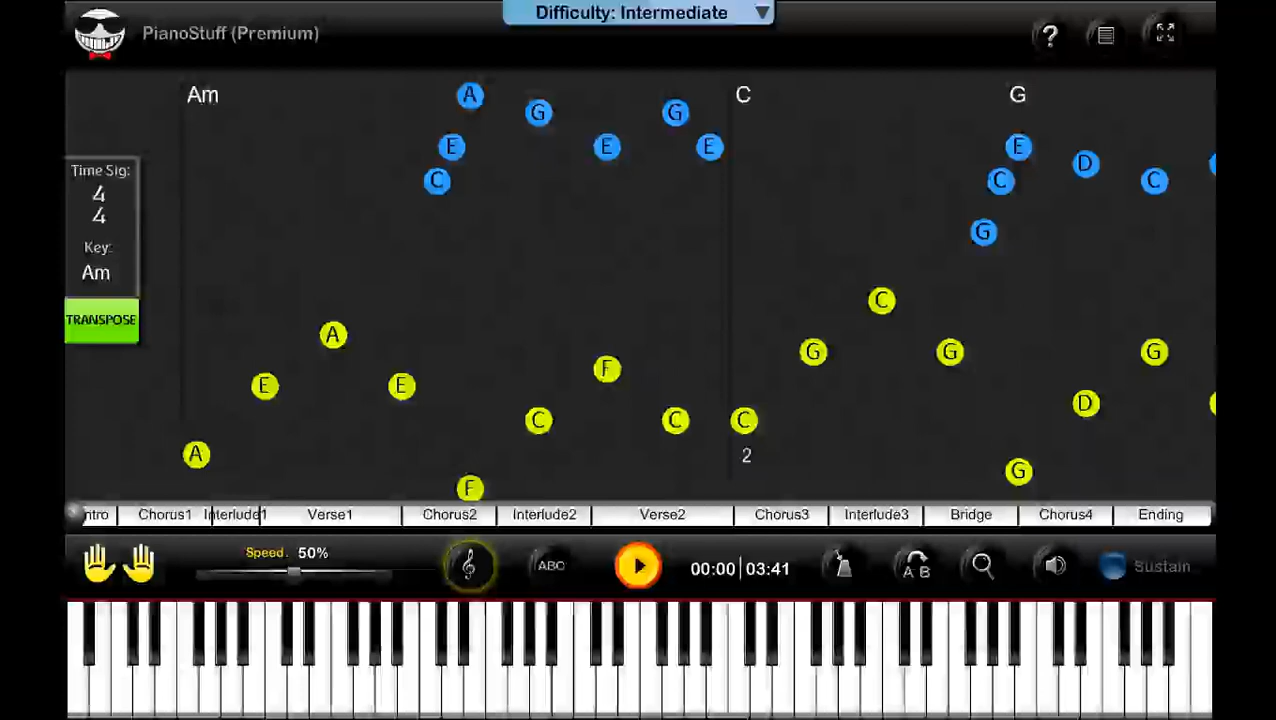 Difficulty: Intermediate
PianoStuff (Premium)
?
Am
C
G
A
G
G
E
E
E
E
C
D
C
C
G
Time Sig:
4
4
Key:
Am
TRANSPOSE
C
A
G
G
G
F
E
E
D
C
C
C
A
2
G
F
ntro
Chorus1
Interlude1
Verse1
Chorus2
Interlude2
Verse2
Chorus3
Interlude3
Bridge
Chorus4
Ending
Speed. 50%
ABC
00:00 03:41
A B
Sustain